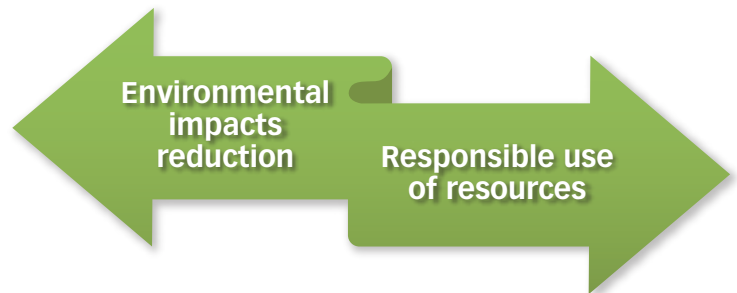 Environmental
impacts
reduction
Responsible use
of resources